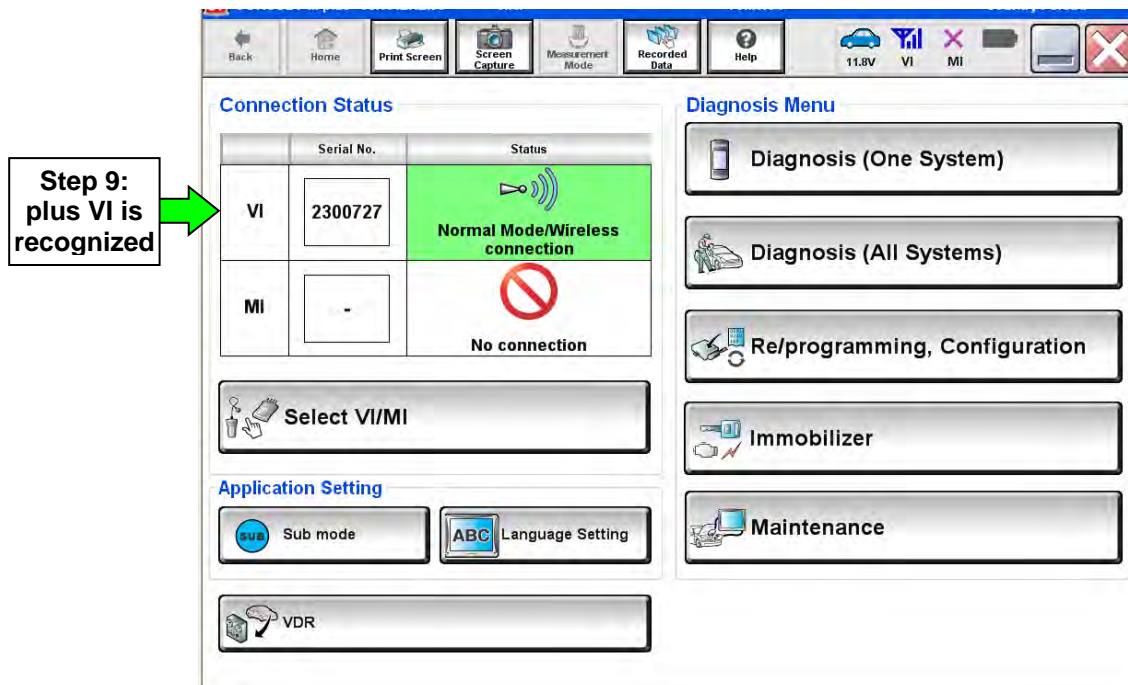 Back
Home
Print Screen
Screen
Capture
Measurement
Mode
Recorded
Data
Help
11.8V
VI
MI
Connection Status
Serial No.
Status
VI
2300727
Normal Mode/Wireless
connection
MI
-
No connection
Select VI/MI
Application Setting
SUB
Sub mode
ABC
Language Setting
VDR
Diagnosis Menu
Diagnosis (One System)
Diagnosis (All Systems)
Re/programming, Configuration
Immobilizer
Maintenance
Step 9:
plus VI is
recognized